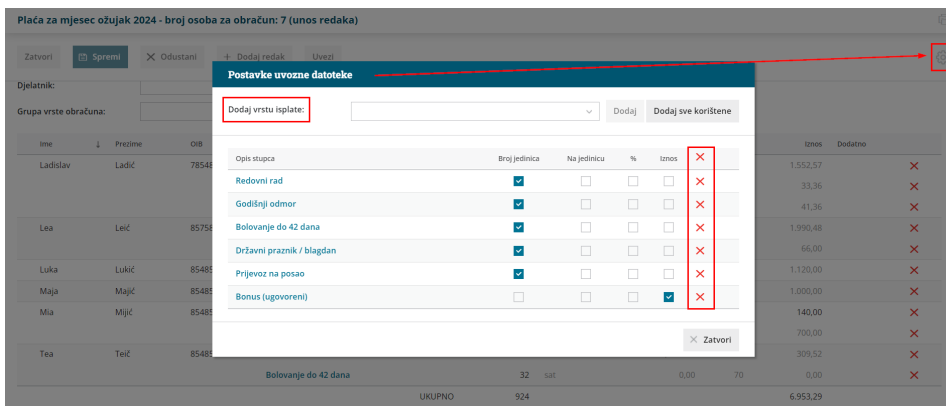 Plaća za mjesec ožujak 2024 - broj osoba za obračun: 7 (unos redaka)
Zatvori Spremi Odustani + Dodaj redak Uvezi
Postavke uvozne datoteke
Djelatnik:
Grupa vrste obračuna:
Dodaj vrstu isplate: Dodaj Dodaj sve korištene
Ime ↓ Prezime OIB Iznos Dodatno
Opis stupca Broj jedinica Na jedinicu % Iznos
Ladislav Ladić 78548 1.552,57
Redovni rad
33,36
Godišnji odmor
41,36
Lea Leić 85758 1.990,48
Bolovanje do 42 dana
Državni praznik / blagdan
66,00
Luka Lukić 85485 1.120,00
Prijevoz na posao
Maja Majić 85485 1.000,00
Bonus (ugovoreni)
Mia Mijić 85485 140,00
700,00
Zatvori
Tea Teić 85485 309,52
Bolovanje do 42 dana 32 sat 0,00 70 0,00
UKUPNO 924 6.953,29